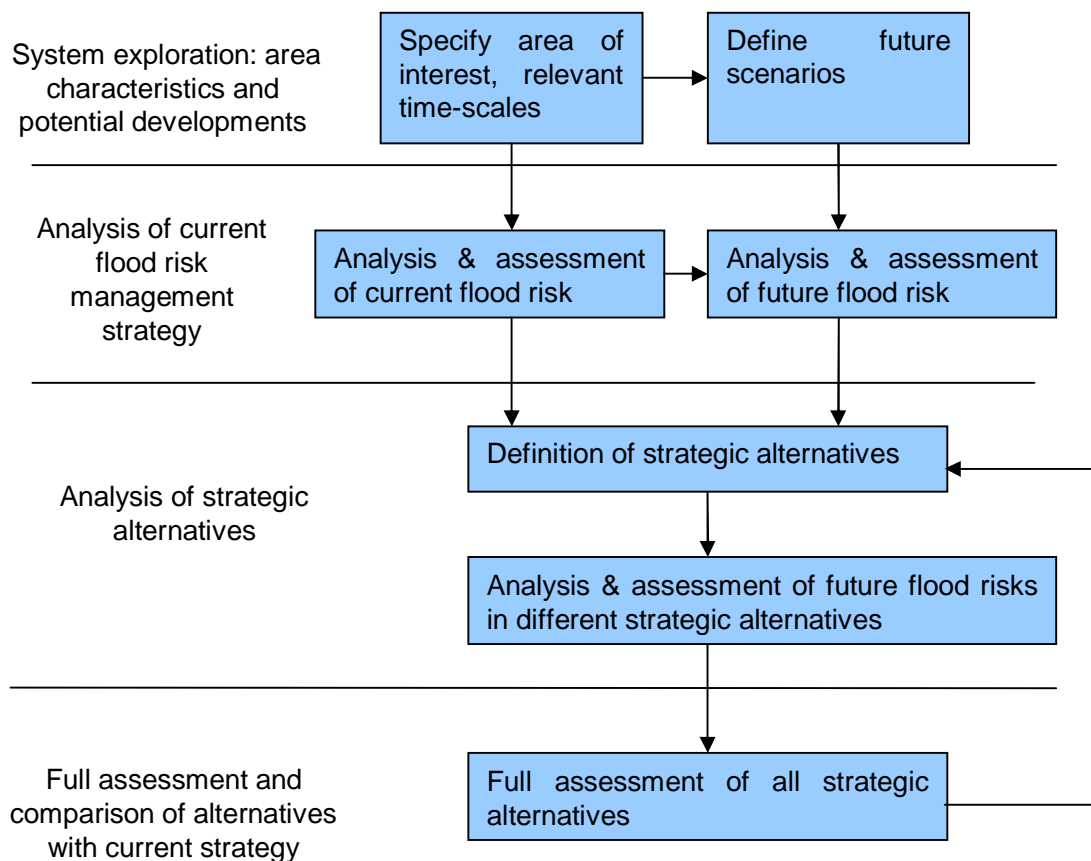 System exploration: area
characteristics and
potential developments
Specify area of
interest, relevant
time-scales
Define future
scenarios
Analysis of current
flood risk
management
strategy
Analysis & assessment
of current flood risk
Analysis & assessment
of future flood risk
Analysis of strategic
alternatives
Definition of strategic alternatives
Analysis & assessment of future flood risks
in different strategic alternatives
Full assessment and
comparison of alternatives
with current strategy
Full assessment of all strategic
alternatives